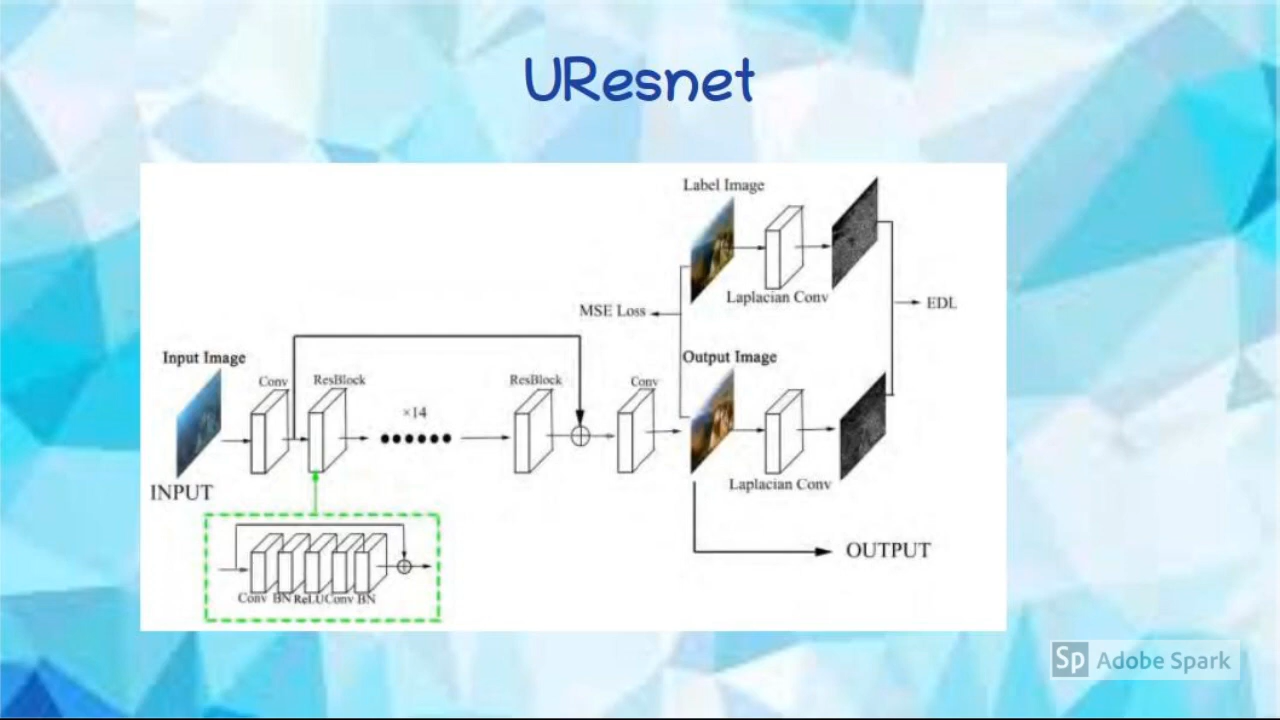 UResnet
Label Image
Laplacian Conv
MSE Loss
EDL
Input Image
Output Image
Conv
ResBlock
ResBlock
Conv
×14
INPUT
Laplacian Conv
OUTPUT
Conv BN ReLU Conv BN
Sp Adobe Spark